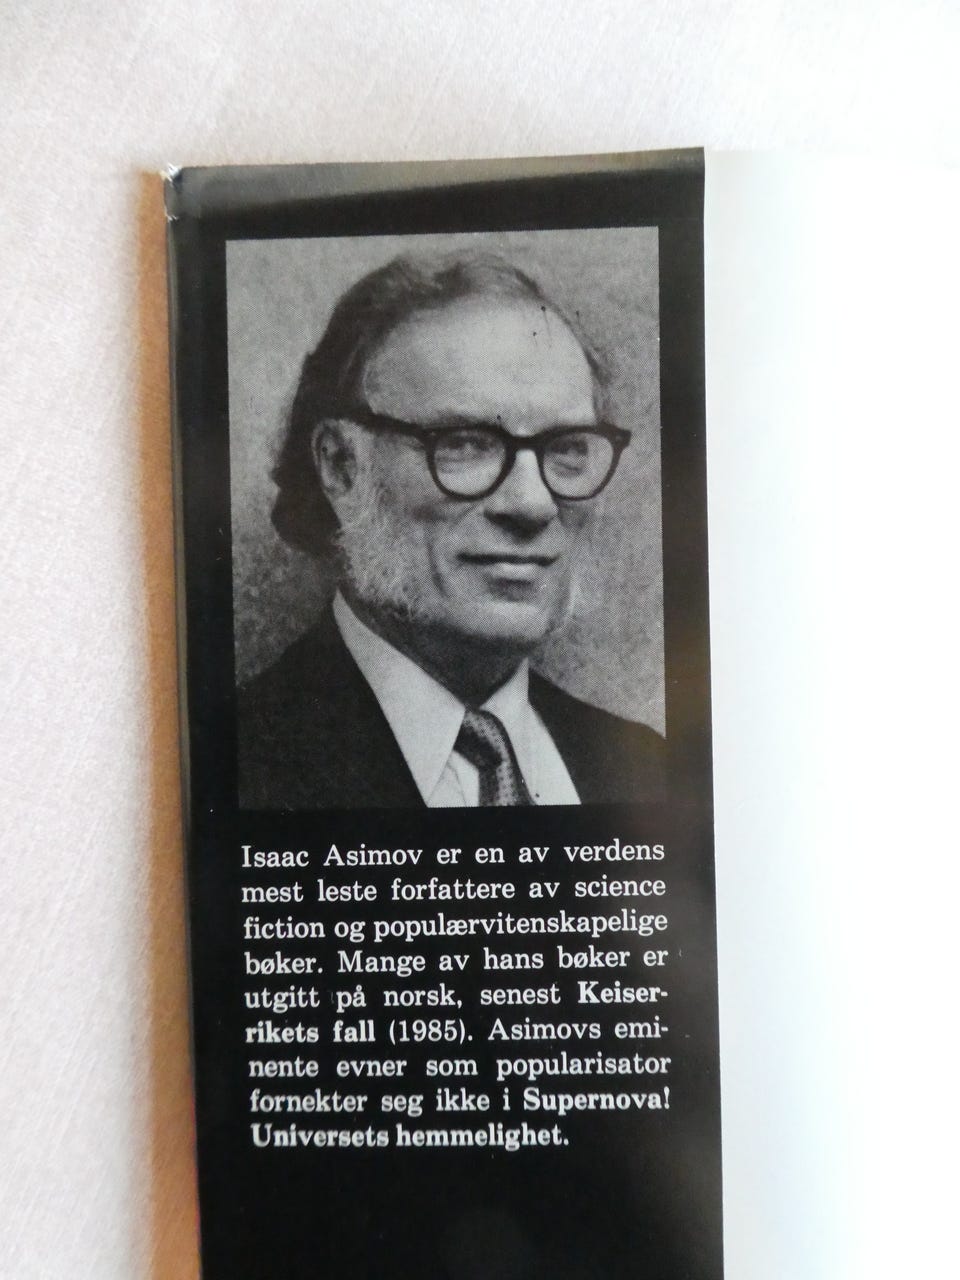 Isaac Asimov er en av verdens
mest leste forfattere av science
fiction og populærvitenskapelige
bøker. Mange av hans bøker er
utgitt på norsk, senest Keiser-
rikets fall (1985). Asimovs emi-
nente evner som popularisator
fornekter seg ikke i Supernova!
Universets hemmelighet.